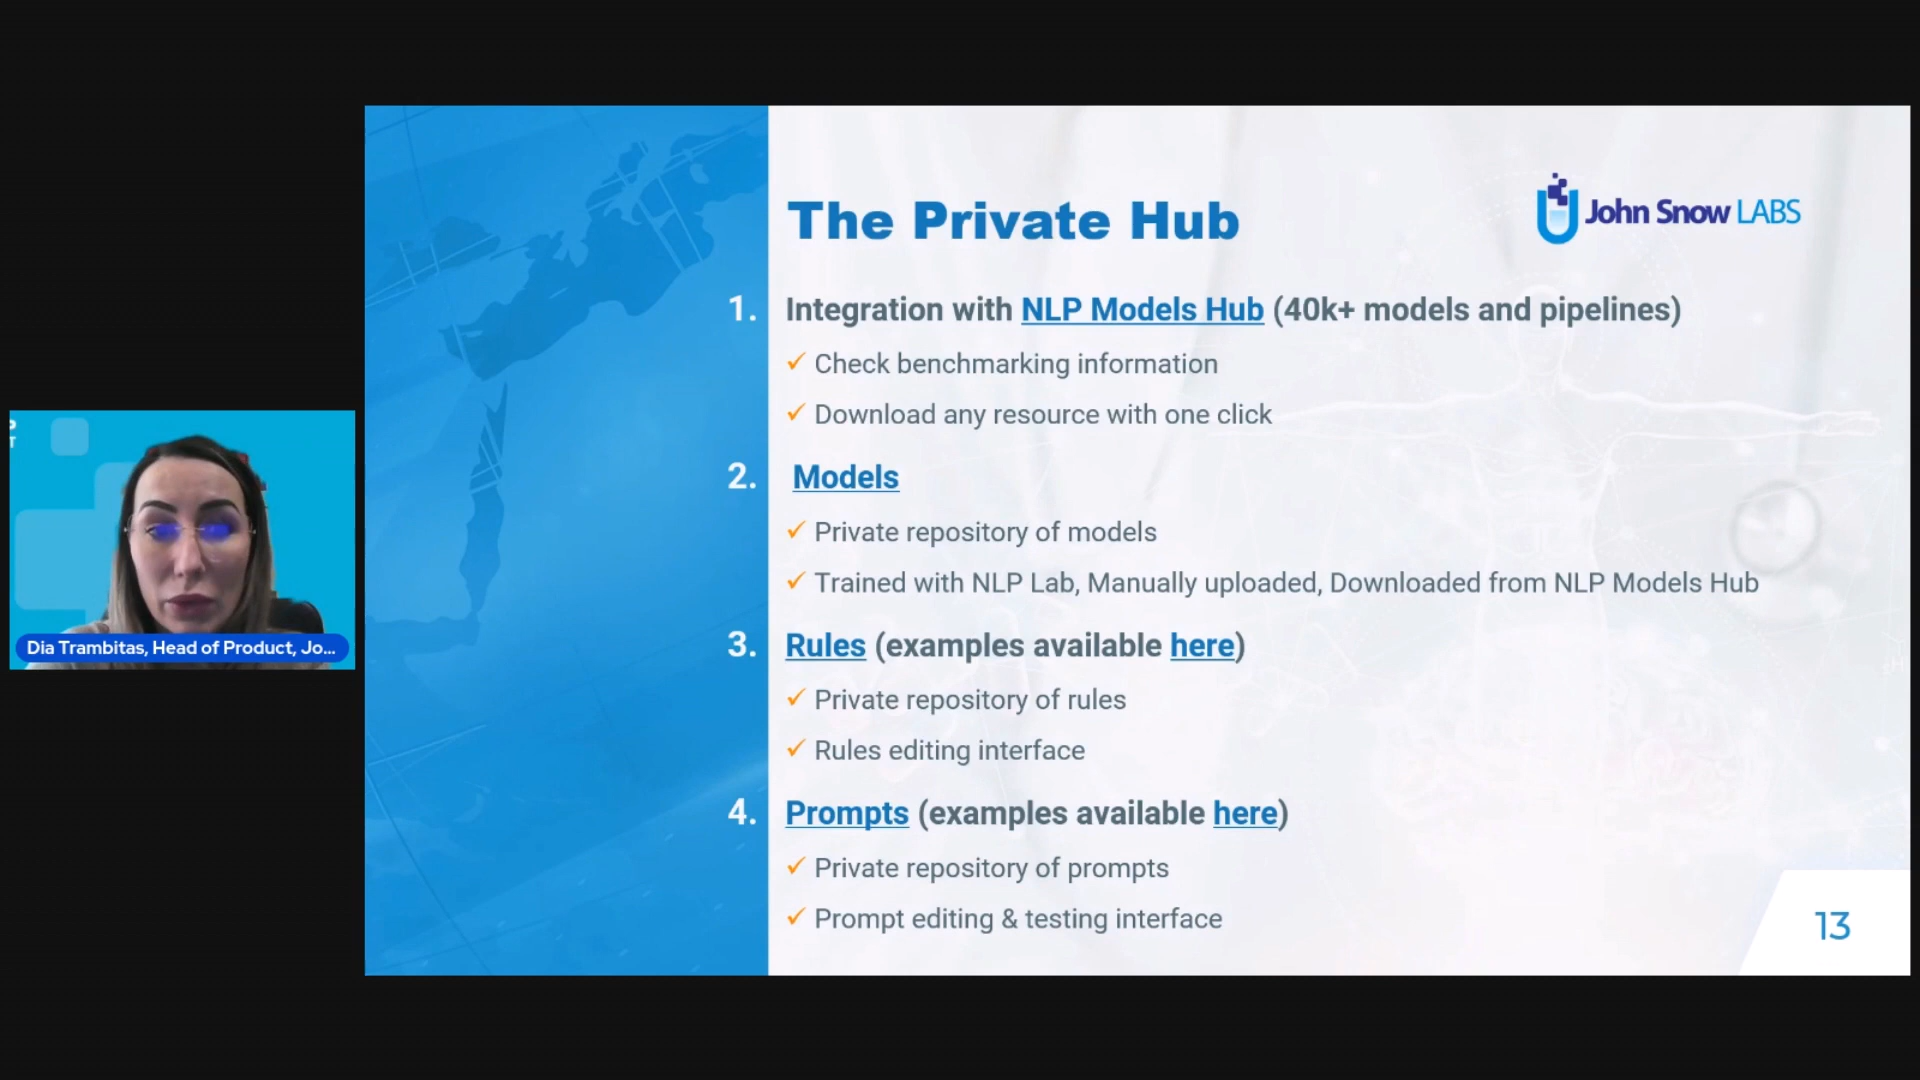 The Private Hub
John Snow LABS
1. Integration with NLP Models Hub (40k+ models and pipelines)
✓ Check benchmarking information
✓ Download any resource with one click
2. Models
✓ Private repository of models
✓ Trained with NLP Lab, Manually uploaded, Downloaded from NLP Models Hub
3. Rules (examples available here)
✓ Private repository of rules
✓ Rules editing interface
4. Prompts (examples available here)
✓ Private repository of prompts
✓ Prompt editing & testing interface
13
Dia Trambitas, Head of Product, Jo...